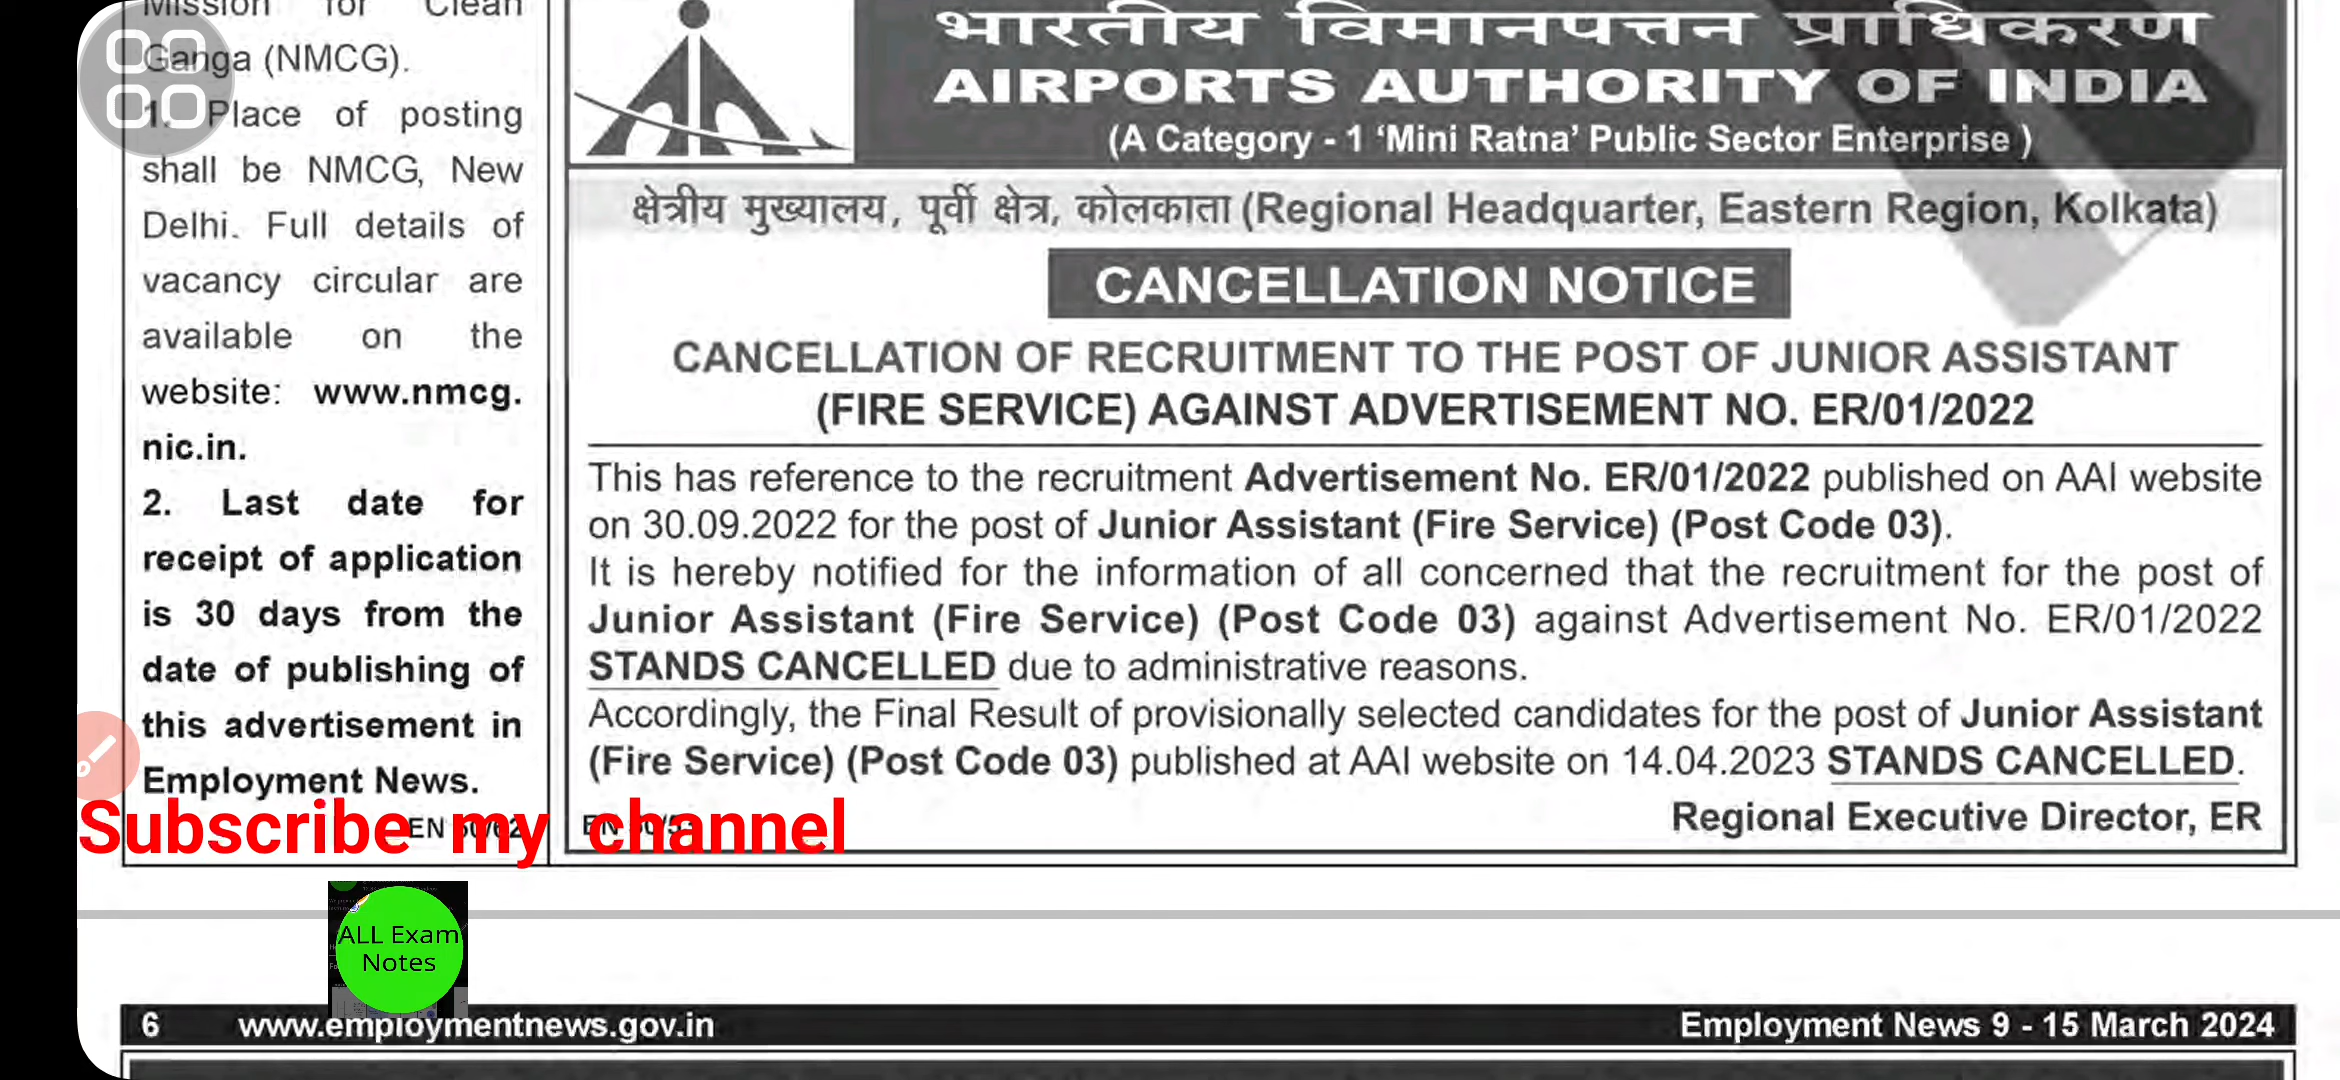 Mission for Clean
Ganga (NMCG).
1. Place of posting
shall be NMCG, New
Delhi. Full details of
vacancy circular are
available on the
website: www.nmcg.
nic.in.
2. Last date for
receipt of application
is 30 days from the
date of publishing of
this advertisement in
Employment News.
भारतीय विमानपत्तन प्राधिकरण
AIRPORTS AUTHORITY OF INDIA
(A Category - 1 ‘Mini Ratna’ Public Sector Enterprise )
क्षेत्रीय मुख्यालय, पूर्वी क्षेत्र, कोलकाता (Regional Headquarter, Eastern Region, Kolkata)
CANCELLATION NOTICE
CANCELLATION OF RECRUITMENT TO THE POST OF JUNIOR ASSISTANT
(FIRE SERVICE) AGAINST ADVERTISEMENT NO. ER/01/2022
This has reference to the recruitment Advertisement No. ER/01/2022 published on AAI website
on 30.09.2022 for the post of Junior Assistant (Fire Service) (Post Code 03).
It is hereby notified for the information of all concerned that the recruitment for the post of
Junior Assistant (Fire Service) (Post Code 03) against Advertisement No. ER/01/2022
STANDS CANCELLED due to administrative reasons.
Accordingly, the Final Result of provisionally selected candidates for the post of Junior Assistant
(Fire Service) (Post Code 03) published at AAI website on 14.04.2023 STANDS CANCELLED.
Regional Executive Director, ER
EN
EN
Subscribe my channel
ALL Exam
Notes
6 www.employmentnews.gov.in Employment News 9 - 15 March 2024